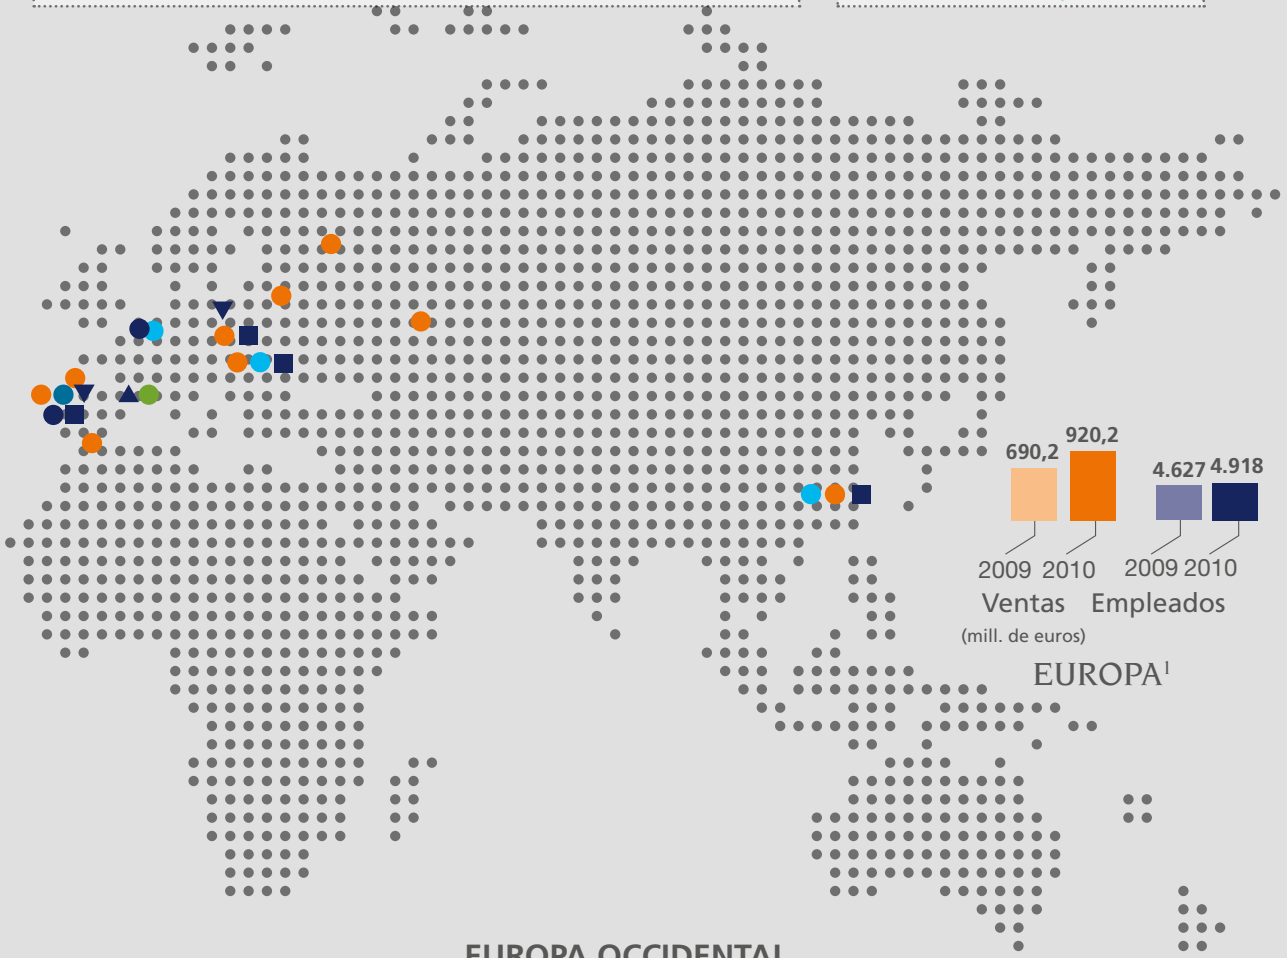 690,2 920,2 4.627 4.918
2009 2010 2009 2010
Ventas Empleados
(mill. de euros)
EUROPA¹
EUROPA OCCIDENTAL